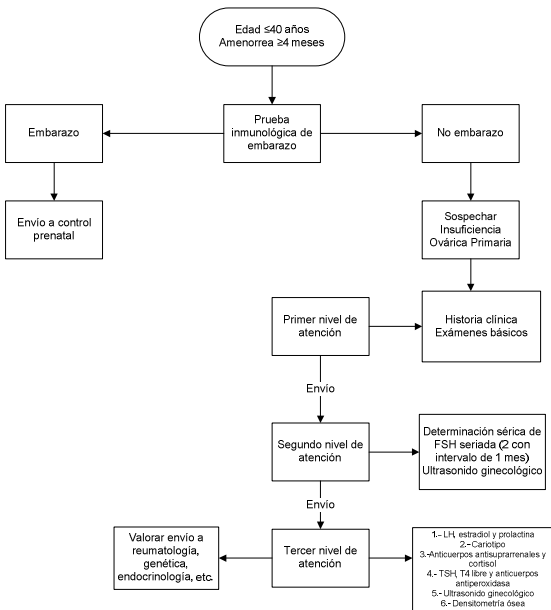 Edad ≤40 años
Amenorrea ≥4 meses
Embarazo
Prueba
inmunológica de
embarazo
No embarazo
Envío a control
prenatal
Sospechar
Insuficiencia
Ovárica Primaria
Primer nivel de
atención
Historia clínica
Exámenes básicos
Envío
Segundo nivel de
atención
Determinación sérica de
FSH seriada (2 con
intervalo de 1 mes)
Ultrasonido ginecológico
Envío
Valorar envío a
reumatología,
genética,
endocrinología, etc.
Tercer nivel de
atención
1.- LH, estradiol y prolactina
2.- Cariotipo
3.-Anticuerpos antisuprarrenales y
cortisol
4.- TSH, T4 libre y anticuerpos
antiperoxidasa
5.- Ultrasonido ginecológico
6.- Densitometría ósea